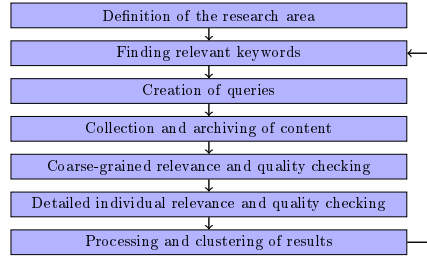 Definition of the research area
Finding relevant keywords
Creation of queries
Collection and archiving of content
Coarse-grained relevance and quality checking
Detailed individual relevance and quality checking
Processing and clustering of results